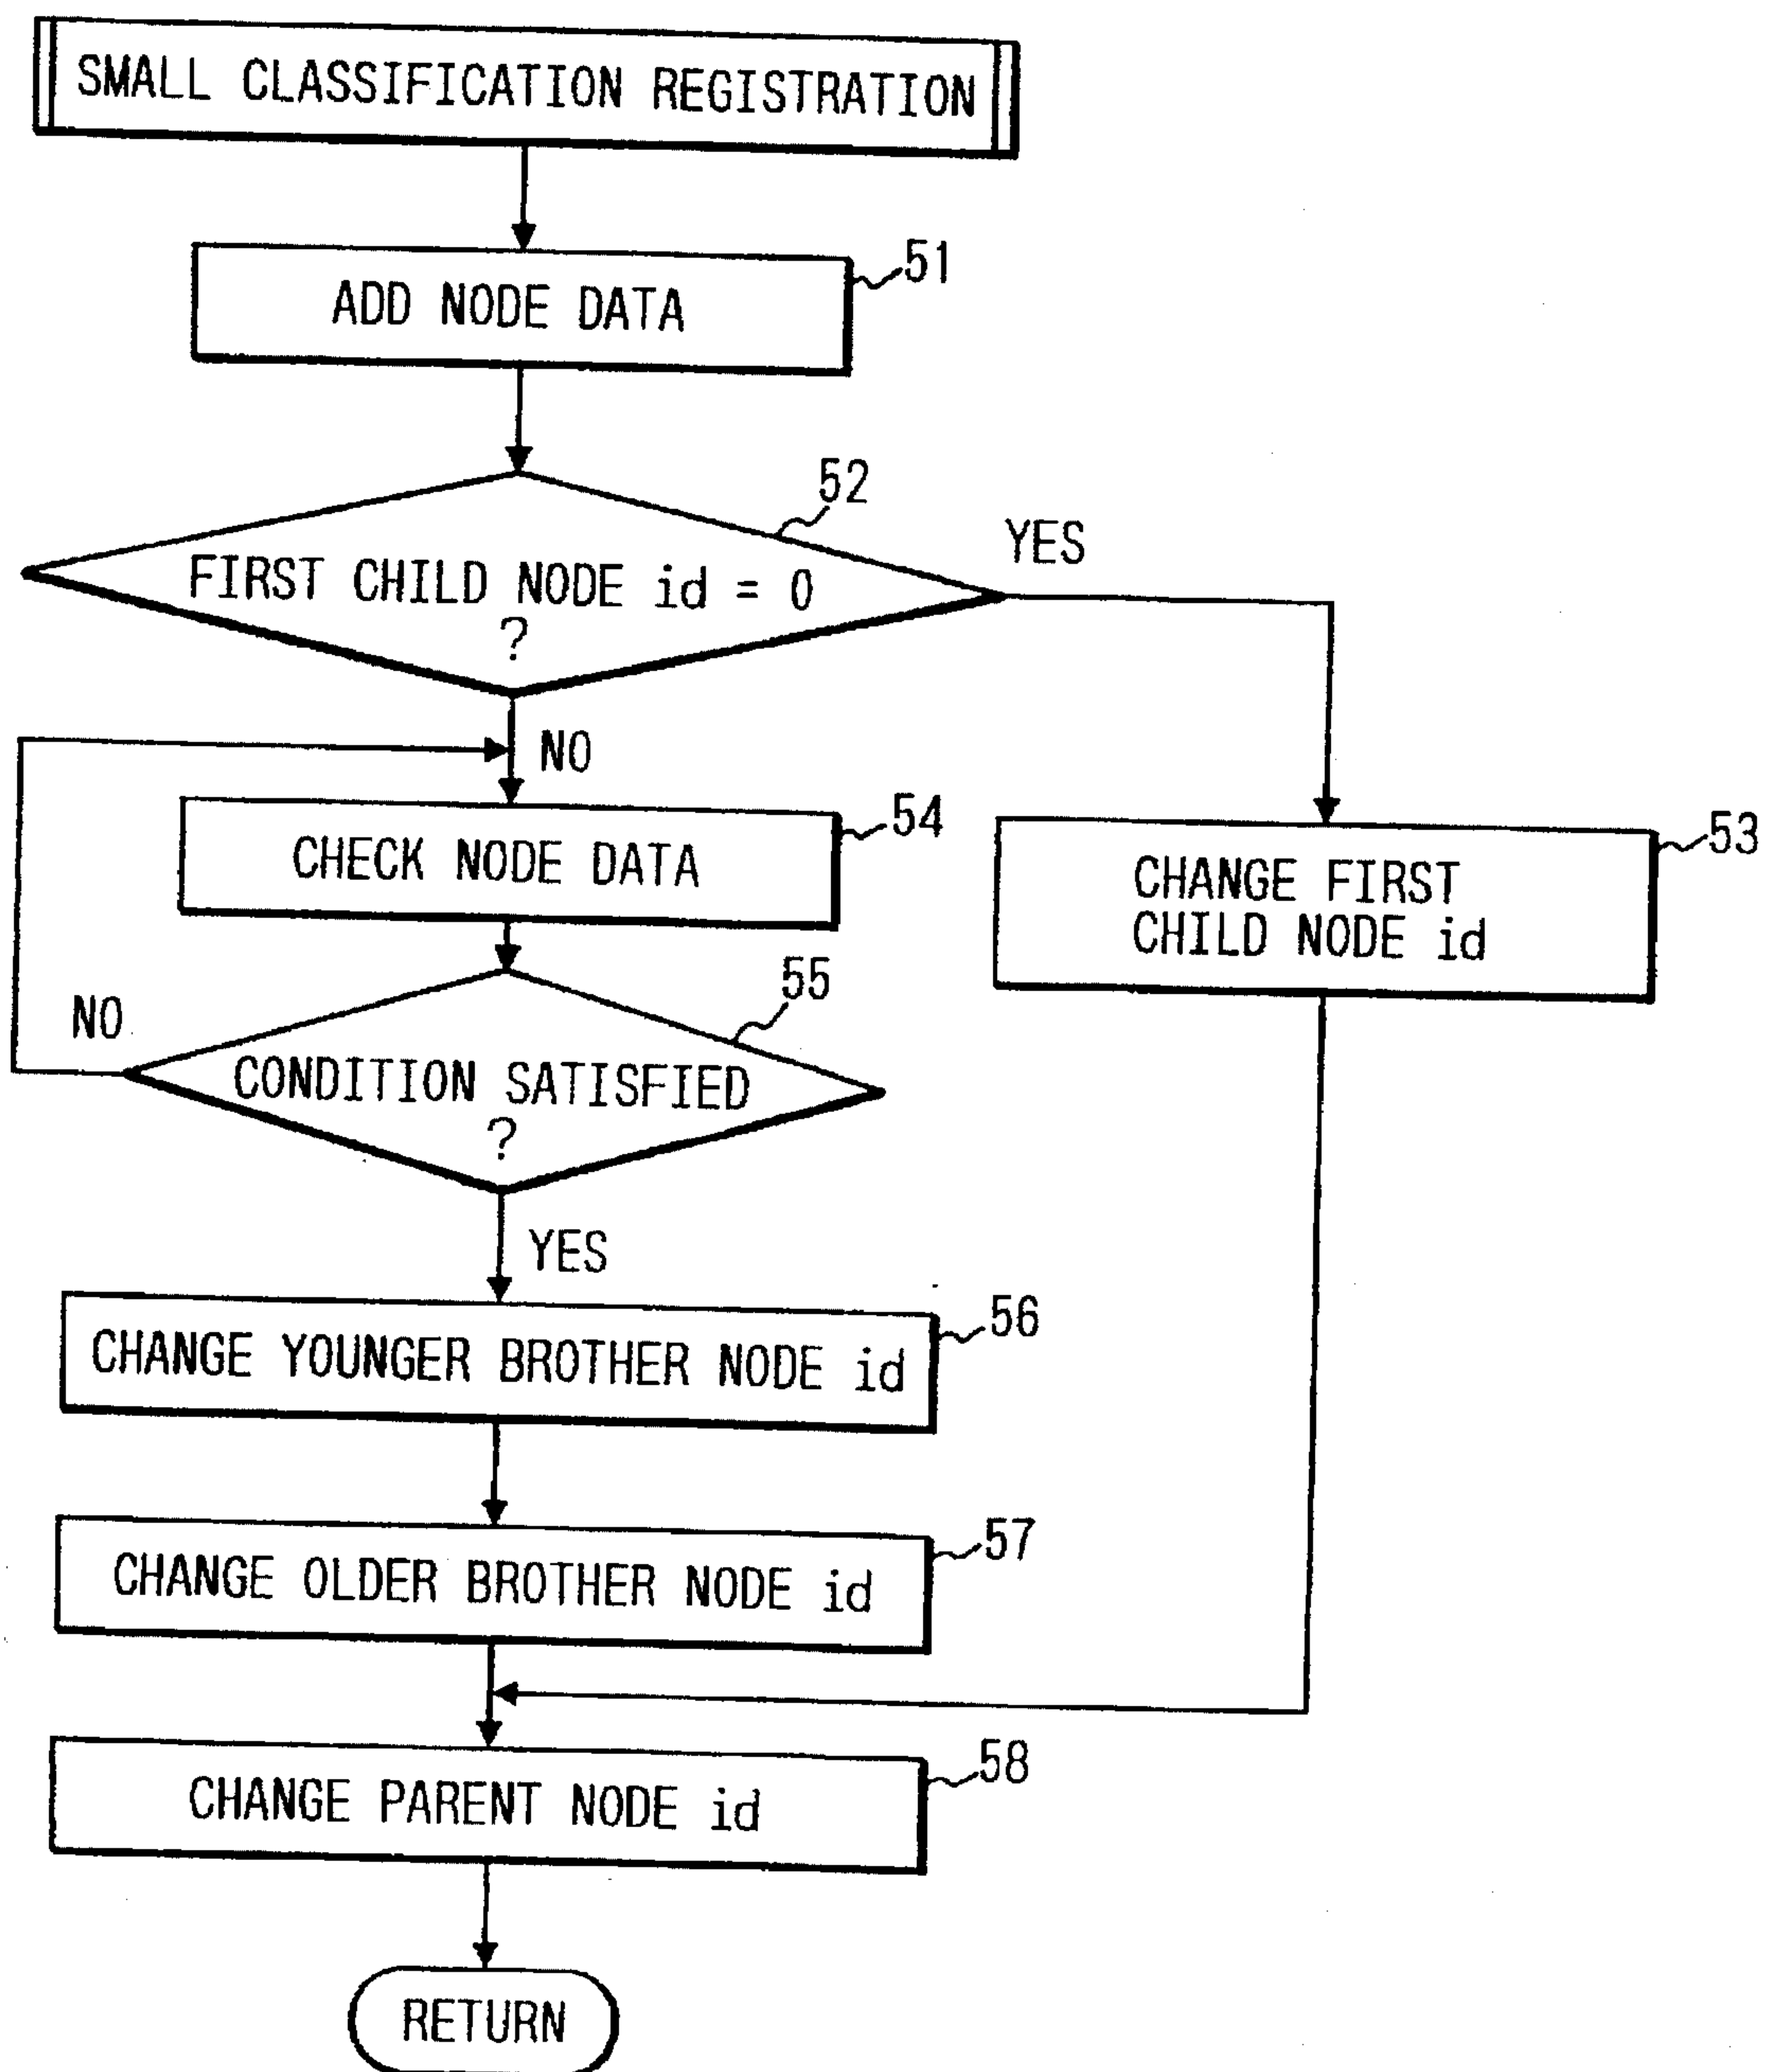 SMALL CLASSIFICATION REGISTRATION
51
ADD NODE DATA
52
YES
FIRST CHILD NODE id = 0
?
NO
54
CHECK NODE DATA
53
CHANGE FIRST
CHILD NODE id
55
NO
CONDITION SATISFIED
?
YES
56
CHANGE YOUNGER BROTHER NODE id
57
CHANGE OLDER BROTHER NODE id
58
CHANGE PARENT NODE id
RETURN